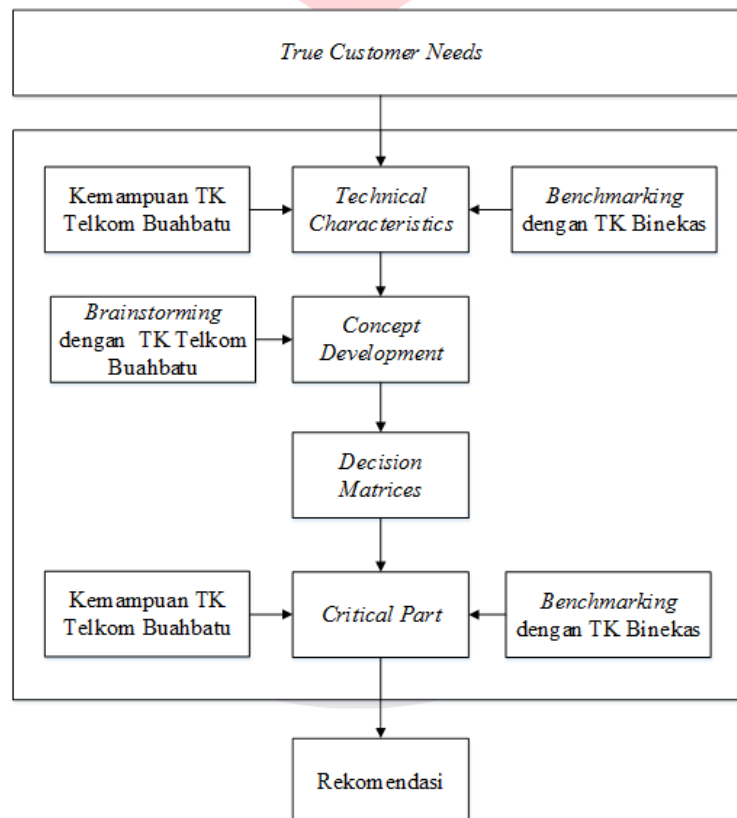 True Customer Needs
Kemampuan TK
Telkom Buahbatu
Technical
Characteristics
Benchmarking
dengan TK Binekas
Brainstorming
dengan TK Telkom
Buahbatu
Concept
Development
Decision
Matrices
Kemampuan TK
Telkom Buahbatu
Critical Part
Benchmarking
dengan TK Binekas
Rekomendasi